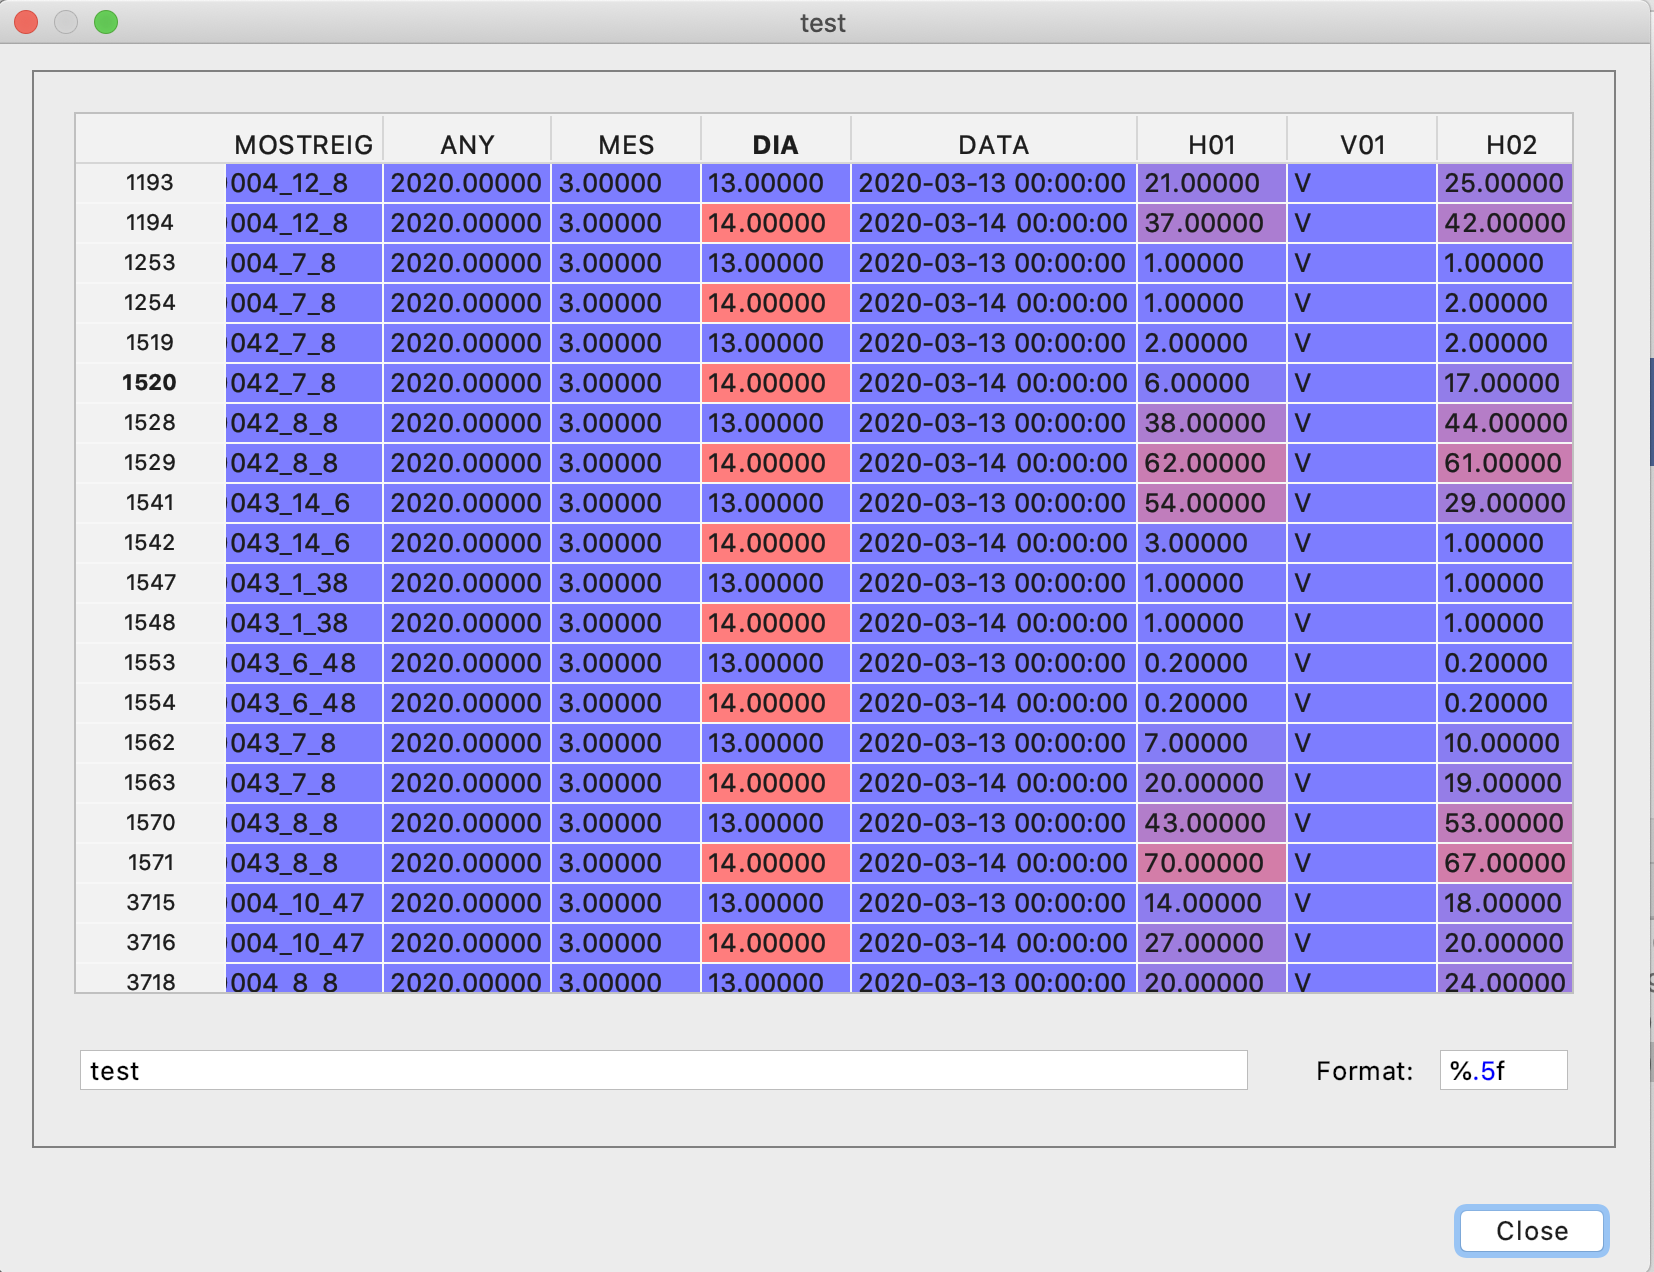 test
MOSTREIG ANY MES DIA DATA H01 V01 H02
1193 004_12_8 2020.00000 3.00000 13.00000 2020-03-13 00:00:00 21.00000 V 25.00000
1194 004_12_8 2020.00000 3.00000 14.00000 2020-03-14 00:00:00 37.00000 V 42.00000
1253 004_7_8 2020.00000 3.00000 13.00000 2020-03-13 00:00:00 1.00000 V 1.00000
1254 004_7_8 2020.00000 3.00000 14.00000 2020-03-14 00:00:00 1.00000 V 2.00000
1519 042_7_8 2020.00000 3.00000 13.00000 2020-03-13 00:00:00 2.00000 V 2.00000
1520 042_7_8 2020.00000 3.00000 14.00000 2020-03-14 00:00:00 6.00000 V 17.00000
1528 042_8_8 2020.00000 3.00000 13.00000 2020-03-13 00:00:00 38.00000 V 44.00000
1529 042_8_8 2020.00000 3.00000 14.00000 2020-03-14 00:00:00 62.00000 V 61.00000
1541 043_14_6 2020.00000 3.00000 13.00000 2020-03-13 00:00:00 54.00000 V 29.00000
1542 043_14_6 2020.00000 3.00000 14.00000 2020-03-14 00:00:00 3.00000 V 1.00000
1547 043_1_38 2020.00000 3.00000 13.00000 2020-03-13 00:00:00 1.00000 V 1.00000
1548 043_1_38 2020.00000 3.00000 14.00000 2020-03-14 00:00:00 1.00000 V 1.00000
1553 043_6_48 2020.00000 3.00000 13.00000 2020-03-13 00:00:00 0.20000 V 0.20000
1554 043_6_48 2020.00000 3.00000 14.00000 2020-03-14 00:00:00 0.20000 V 0.20000
1562 043_7_8 2020.00000 3.00000 13.00000 2020-03-13 00:00:00 7.00000 V 10.00000
1563 043_7_8 2020.00000 3.00000 14.00000 2020-03-14 00:00:00 20.00000 V 19.00000
1570 043_8_8 2020.00000 3.00000 13.00000 2020-03-13 00:00:00 43.00000 V 53.00000
1571 043_8_8 2020.00000 3.00000 14.00000 2020-03-14 00:00:00 70.00000 V 67.00000
3715 004_10_47 2020.00000 3.00000 13.00000 2020-03-13 00:00:00 14.00000 V 18.00000
3716 004_10_47 2020.00000 3.00000 14.00000 2020-03-14 00:00:00 27.00000 V 20.00000
3718 004_8_8 2020.00000 3.00000 13.00000 2020-03-13 00:00:00 20.00000 V 24.00000
test Format: %.5f
Close